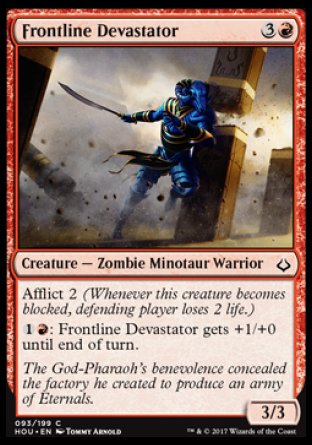 Frontline Devastator 3
Creature — Zombie Minotaur Warrior
Afflict 2 (Whenever this creature becomes
blocked, defending player loses 2 life.)
1 : Frontline Devastator gets +1/+0
until end of turn.
The God-Pharaoh's benevolence concealed
the factory he created to produce an army
of Eternals.
3/3
093/199 C
HOU • EN Tommy Arnold
™ & © 2017 Wizards of the Coast